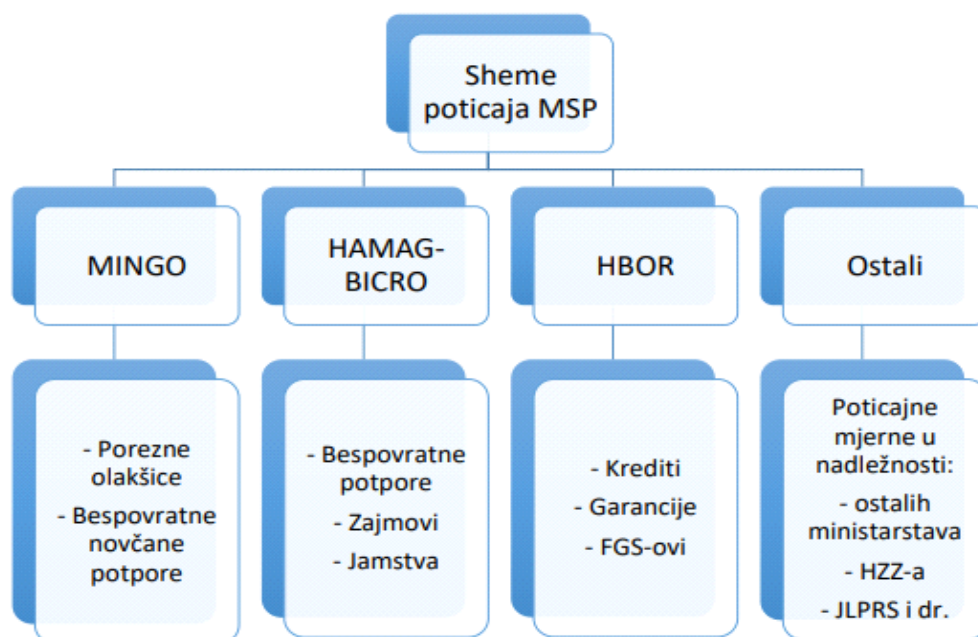 Sheme
poticaja MSP
MINGO
HAMAG-
BICRO
HBOR
Ostali
- Porezne
olakšice
- Bespovratne
novčane
potpore
- Bespovratne
potpore
- Zajmovi
- Jamstva
- Krediti
- Garancije
- FGS-ovi
Poticajne
mjerne u
nadležnosti:
- ostalih
ministarstava
- HZZ-a
- JLPRS i dr.